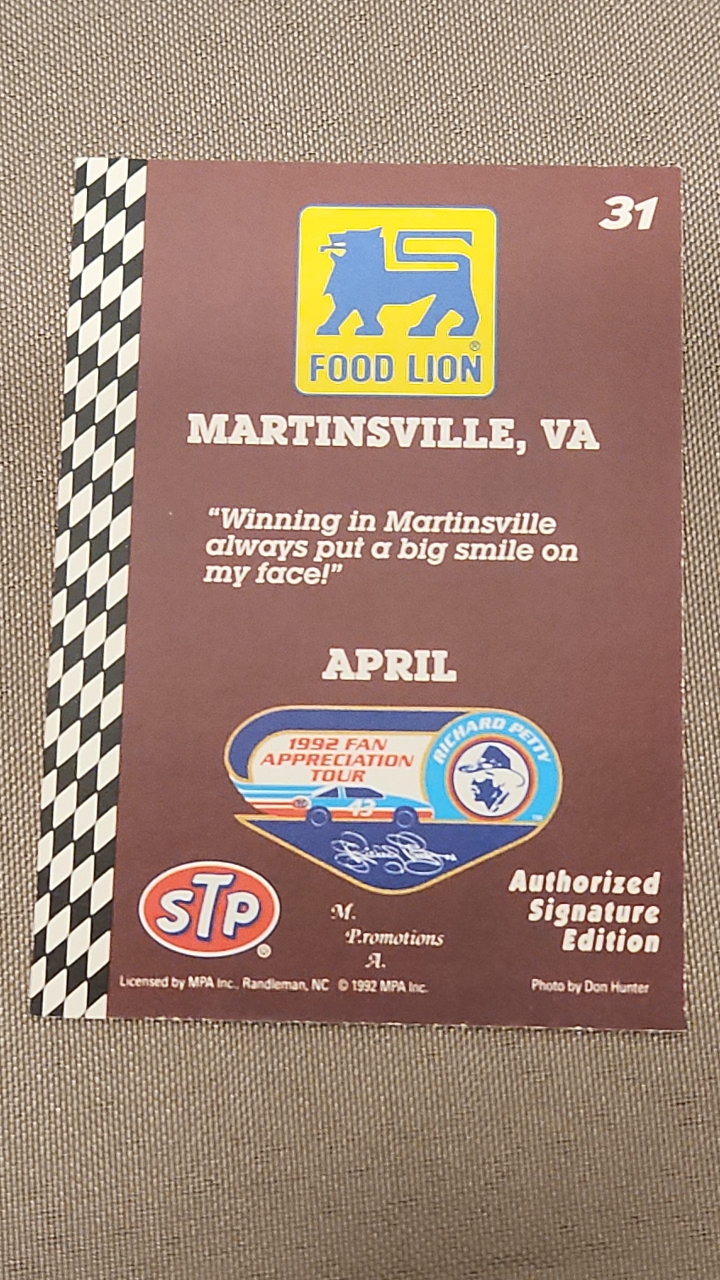 31
FOOD LION®
MARTINSVILLE, VA
“Winning in Martinsville
always put a big smile on
my face!”
APRIL
1992 FAN
APPRECIATION
TOUR
RICHARD PETTY
43
STP®
M.
P.romotions
A.
Authorized
Signature
Edition
Licensed by MPA Inc., Randleman, NC © 1992 MPA Inc.
Photo by Don Hunter